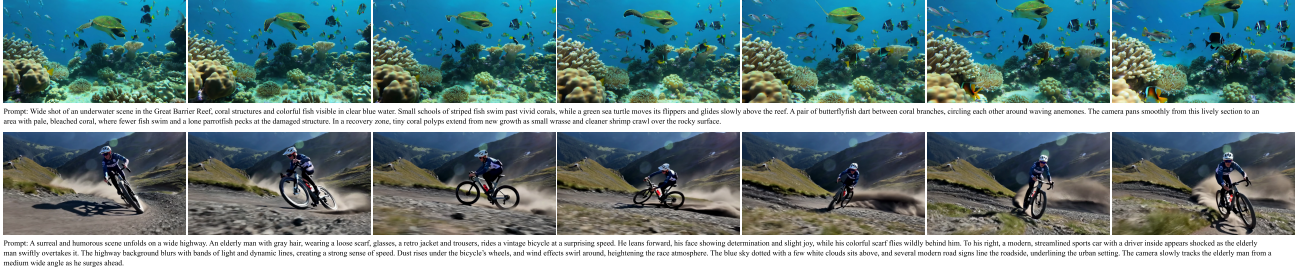 Prompt: Wide shot of an underwater scene in the Great Barrier Reef, coral structures and colorful fish visible in clear blue water. Small schools of striped fish swim past vivid corals, while a green sea turtle moves its flippers and glides slowly above the reef. A pair of butterflyfish dart between coral branches, circling each other around waving anemones. The camera pans smoothly from this lively section to an
area with pale, bleached coral, where fewer fish swim and a lone parrotfish pecks at the damaged structure. In a recovery zone, tiny coral polyps extend from new growth as small wrasse and cleaner shrimp crawl over the rocky surface.
Prompt: A surreal and humorous scene unfolds on a wide highway. An elderly man with gray hair, wearing a loose scarf, glasses, a retro jacket and trousers, rides a vintage bicycle at a surprising speed. He leans forward, his face showing determination and slight joy, while his colorful scarf flies wildly behind him. To his right, a modern, streamlined sports car with a driver inside appears shocked as the elderly
man swiftly overtakes it. The highway background blurs with bands of light and dynamic lines, creating a strong sense of speed. Dust rises under the bicycle's wheels, and wind effects swirl around, heightening the race atmosphere. The blue sky dotted with a few white clouds sits above, and several modern road signs line the roadside, underlining the urban setting. The camera slowly tracks the elderly man from a
medium wide angle as he surges ahead.